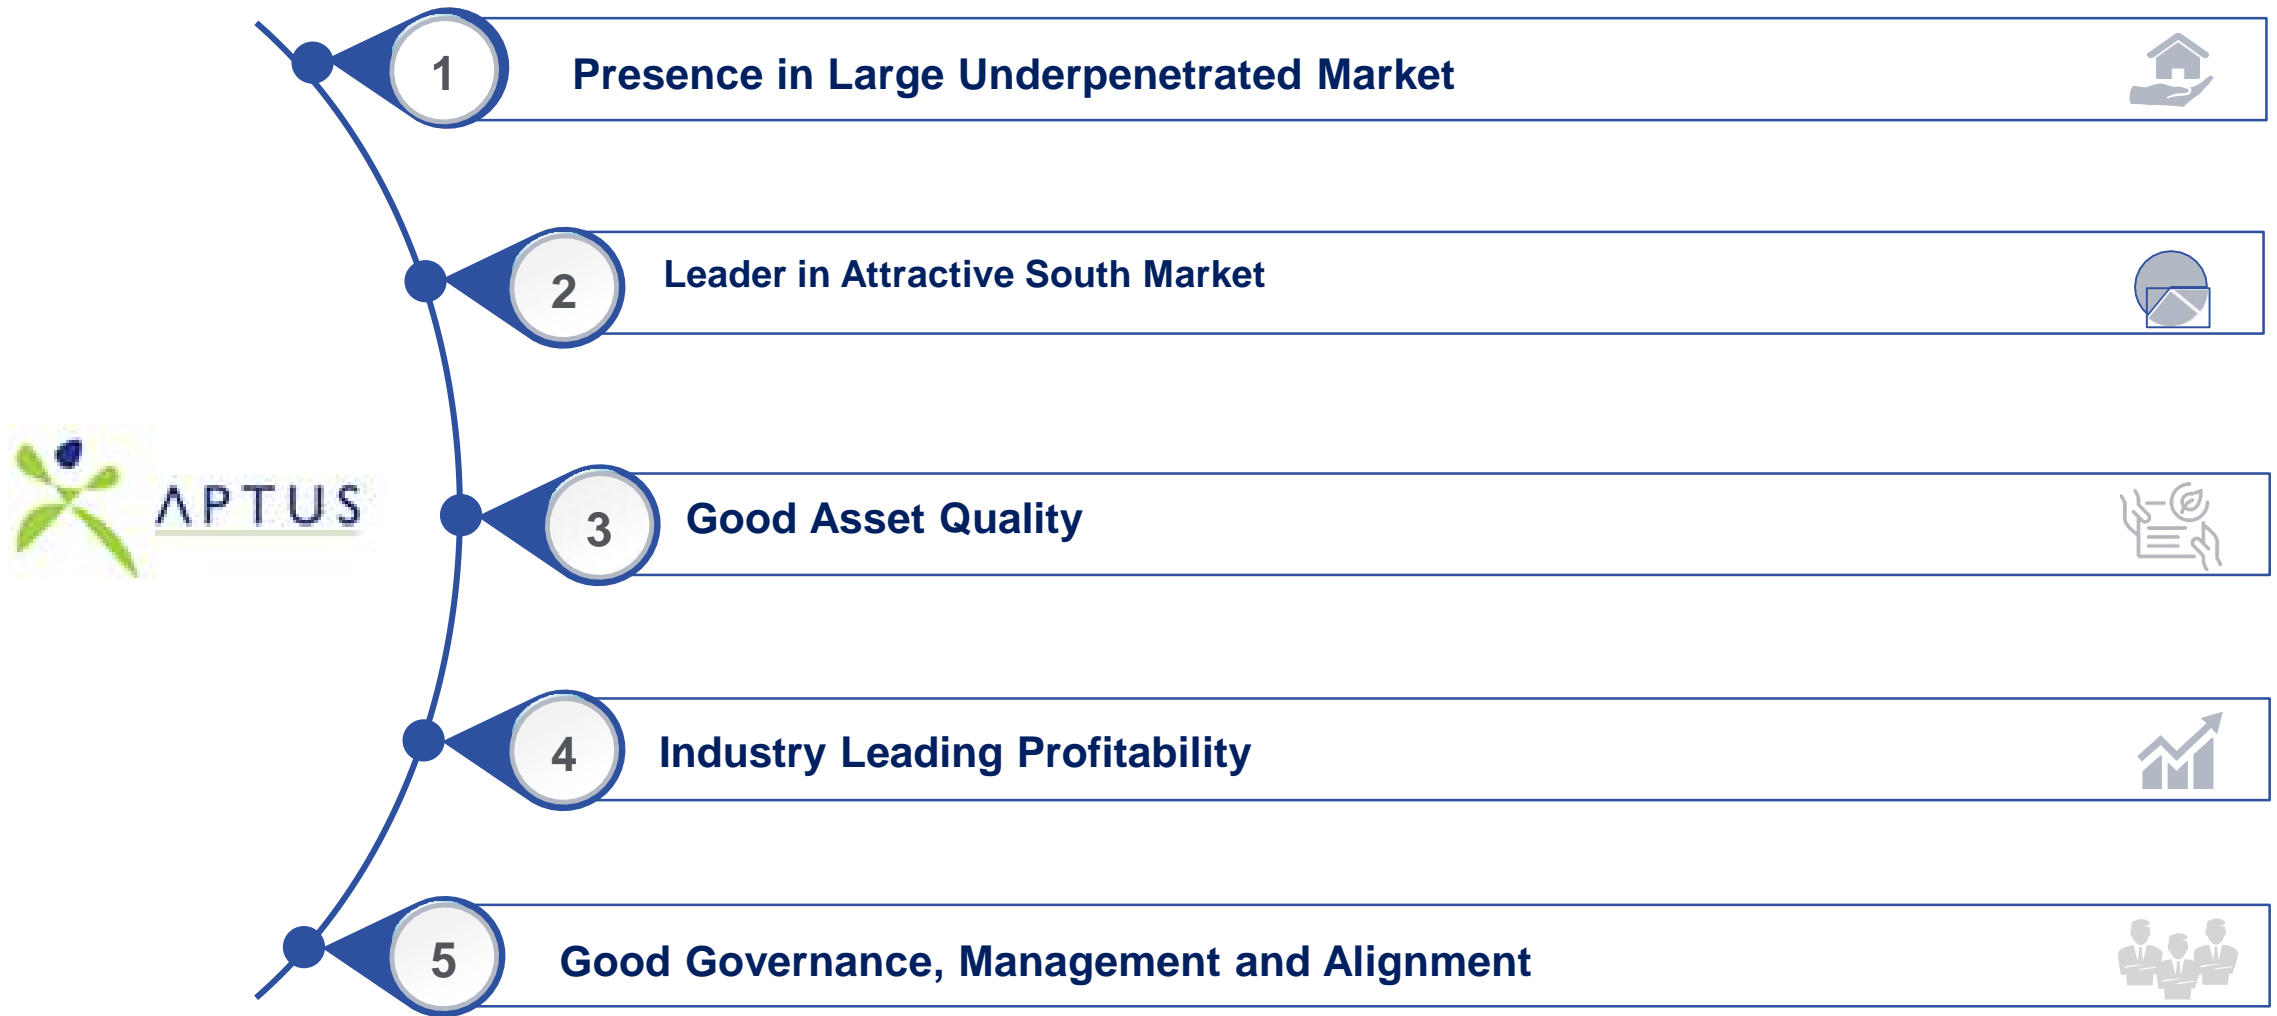 1
Presence in Large Underpenetrated Market
2
Leader in Attractive South Market
APTUS
3
Good Asset Quality
4
Industry Leading Profitability
5
Good Governance, Management and Alignment